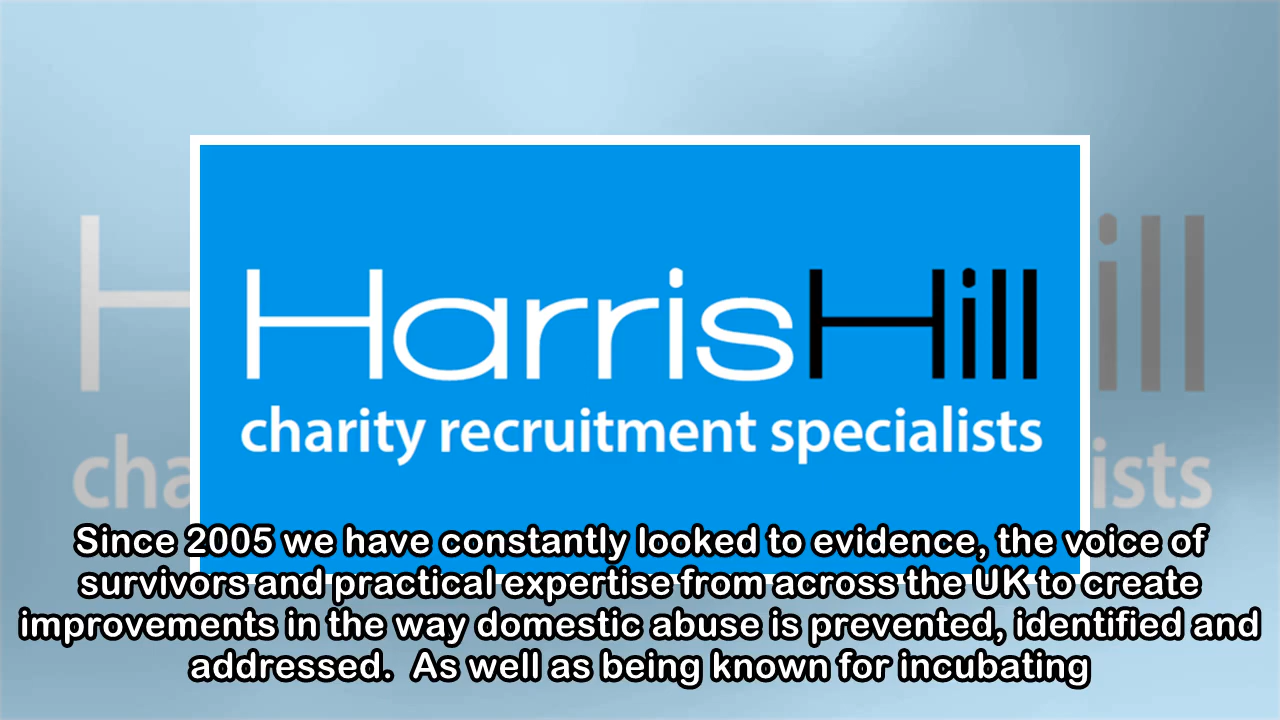 HarrisHill
charity recruitment specialists
Since 2005 we have constantly looked to evidence, the voice of
survivors and practical expertise from across the UK to create
improvements in the way domestic abuse is prevented, identified and
addressed.  As well as being known for incubating